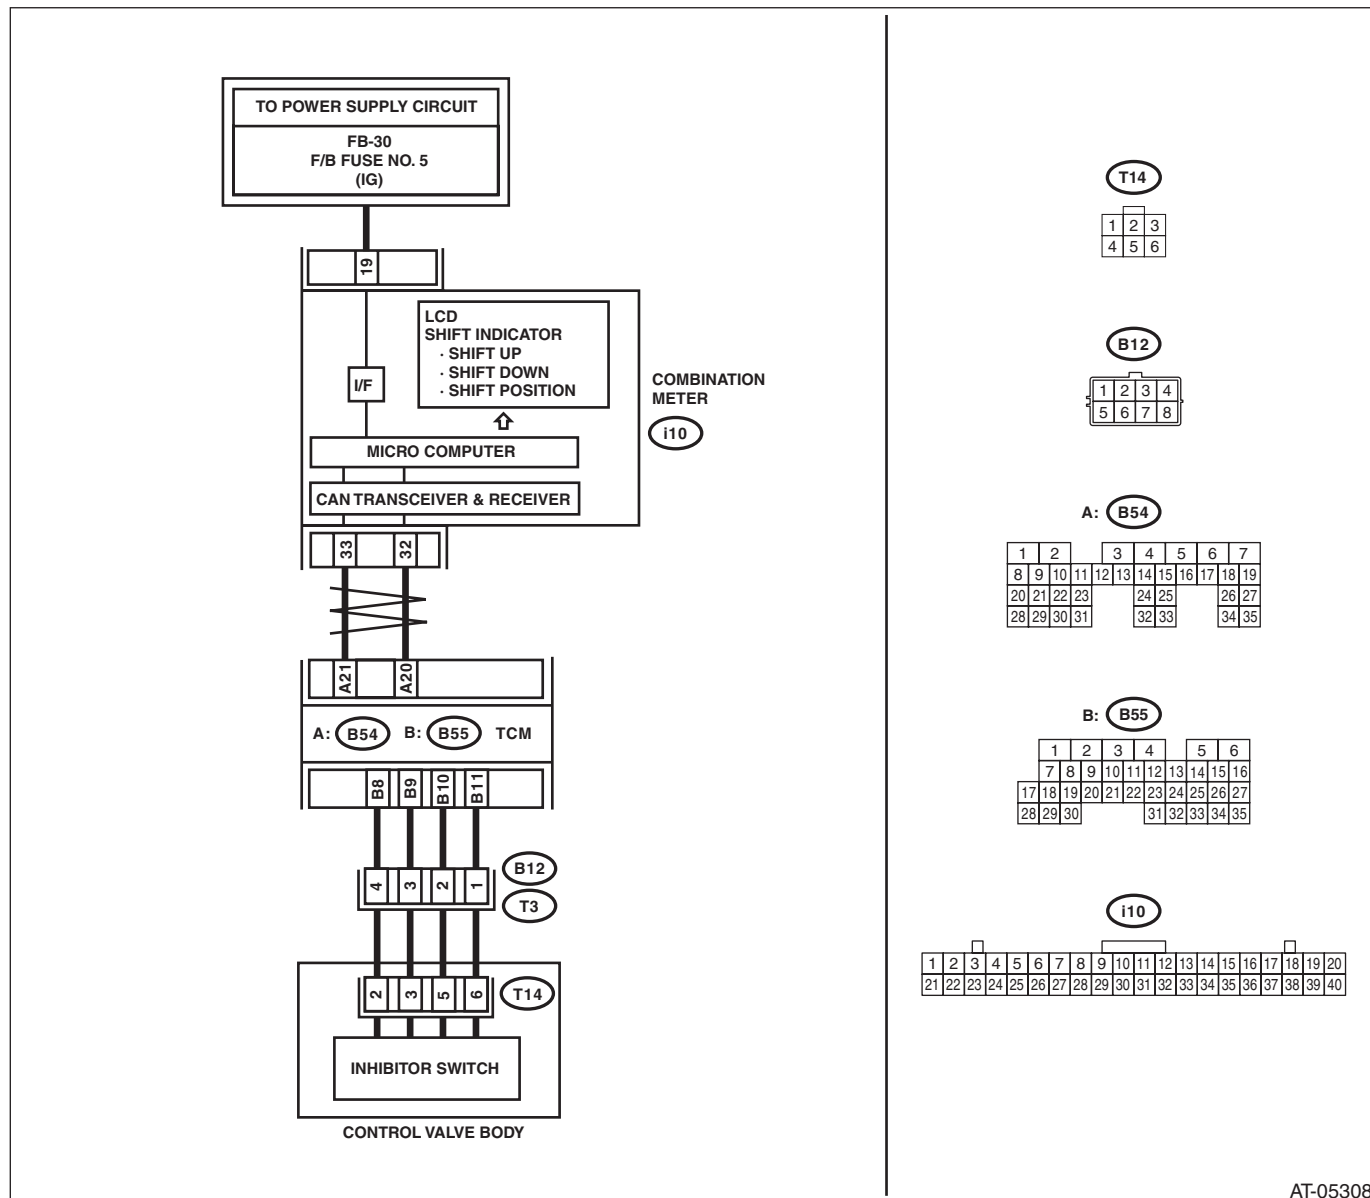 TO POWER SUPPLY CIRCUIT
FB-30
F/B FUSE NO. 5
(IG)
19
LCD
SHIFT INDICATOR
· SHIFT UP
· SHIFT DOWN
· SHIFT POSITION
I/F
COMBINATION
METER
i10
MICRO COMPUTER
CAN TRANSCEIVER & RECEIVER
33 32
A21 A20
A: B54 B: B55 TCM
B8 B9 B10 B11
4 3 2 1
B12
T3
2 3 5 6
T14
INHIBITOR SWITCH
CONTROL VALVE BODY
T14
1 2 3
4 5 6
B12
1 2 3 4
5 6 7 8
A: B54
1 2 3 4 5 6 7
8 9 10 11 12 13 14 15 16 17 18 19
20 21 22 23 24 25 26 27
28 29 30 31 32 33 34 35
B: B55
1 2 3 4 5 6
7 8 9 10 11 12 13 14 15 16
17 18 19 20 21 22 23 24 25 26 27
28 29 30 31 32 33 34 35
i10
1 2 3 4 5 6 7 8 9 10 11 12 13 14 15 16 17 18 19 20
21 22 23 24 25 26 27 28 29 30 31 32 33 34 35 36 37 38 39 40
AT-05308